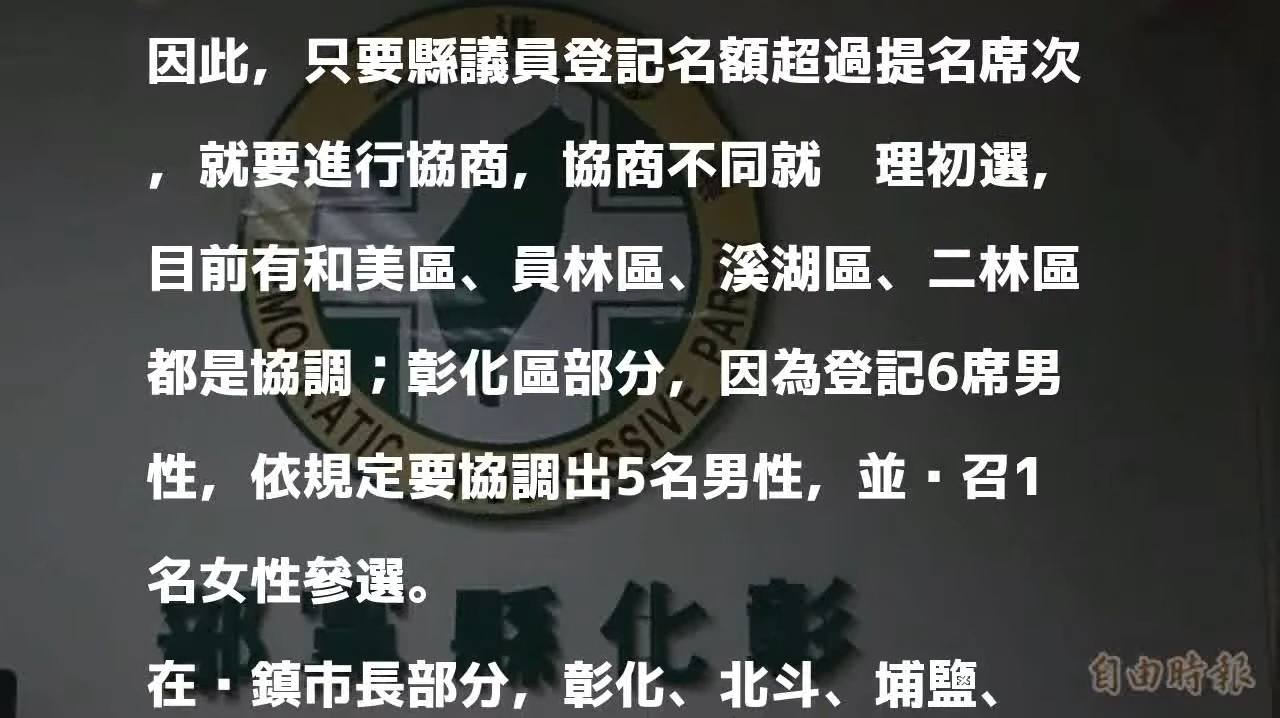 因此，只要縣議員登記名額超過提名席次
，就要進行協商，協商不同就　理初選，
目前有和美區、員林區、溪湖區、二林區
都是協調；彰化區部分，因為登記6席男
性，依規定要協調出5名男性，並▪召1
名女性參選。
在▪鎮市長部分，彰化、北斗、埔鹽、
部黨縣化彰
自由時報